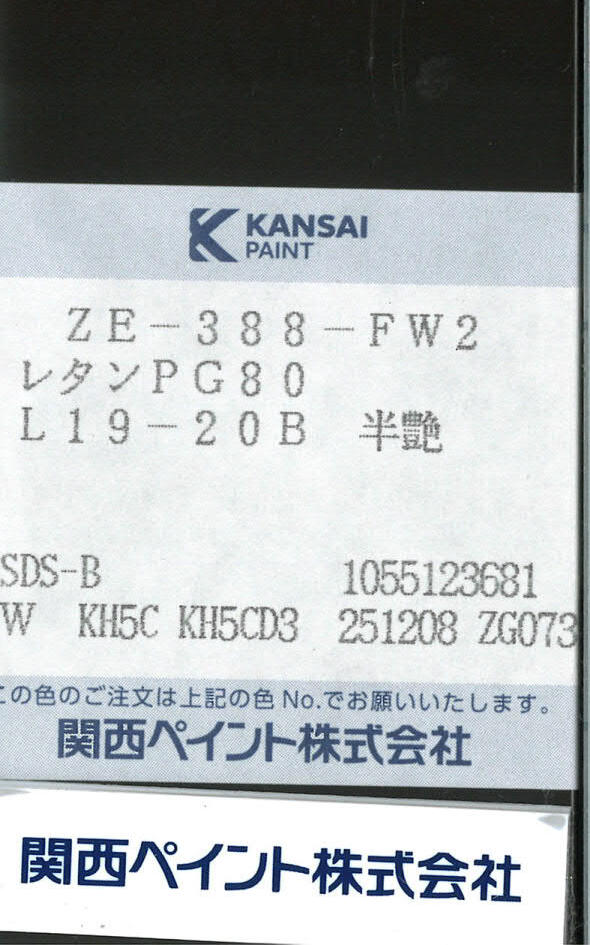 KANSAI
PAINT
ZE-388-FW2
レタンPG80
L19-20B 半艶
SDS-B 1055123681
W KH5C KH5CD3 251208 ZG073
この色のご注文は上記の色No.でお願いいたします。
関西ペイント株式会社
関西ペイント株式会社